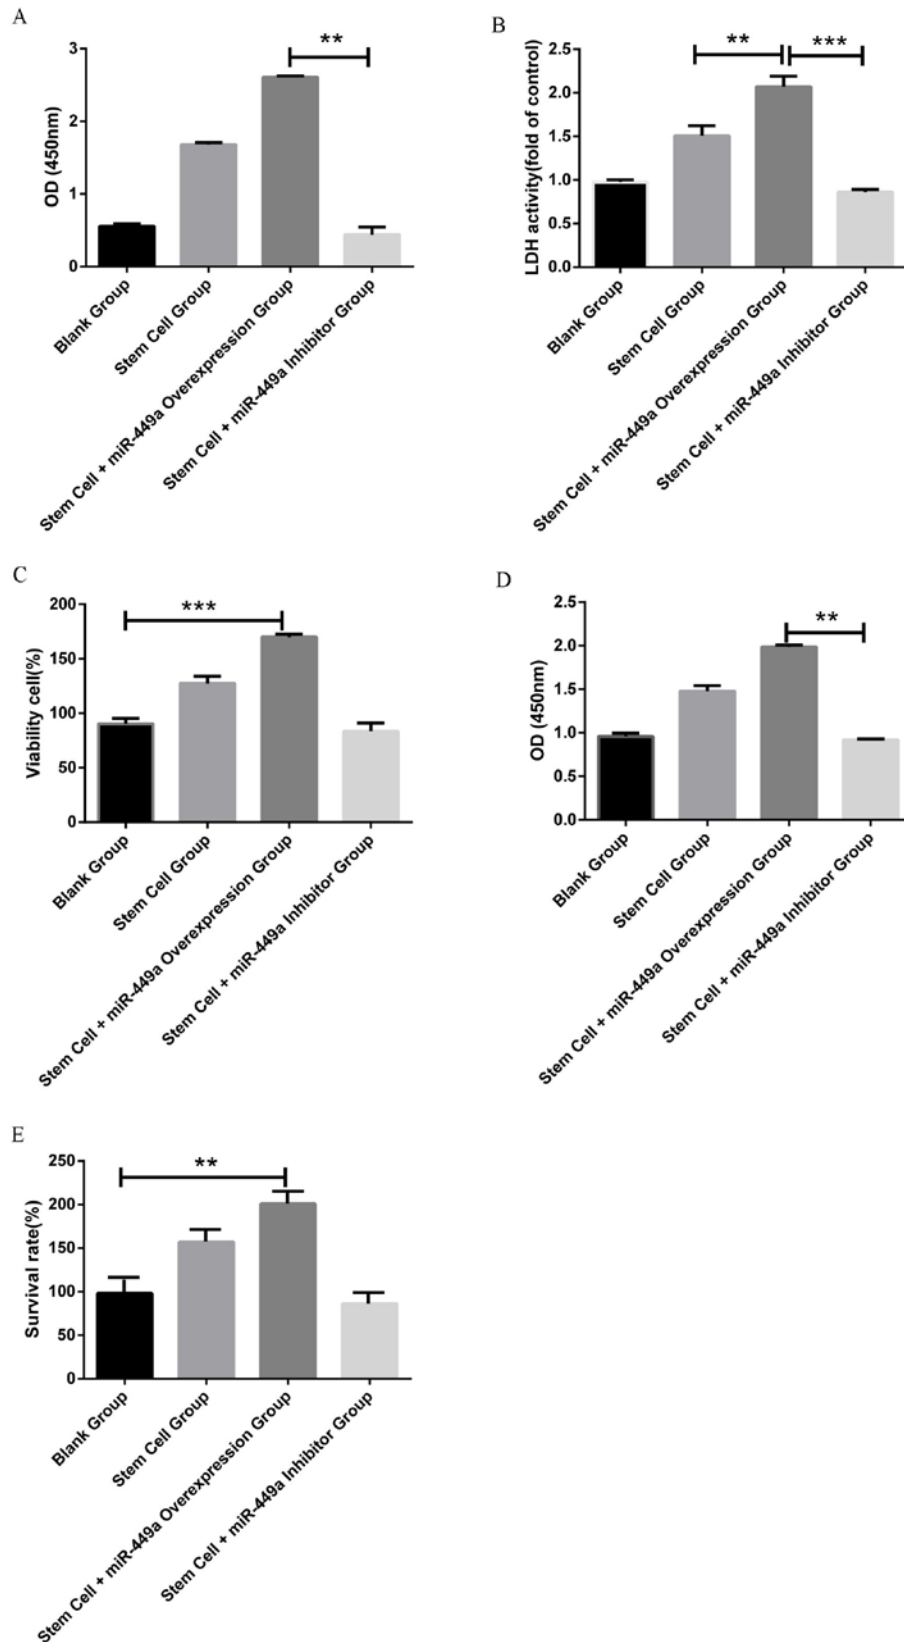 A
**
OD (450nm)
3
2
1
0
Blank Group
Stem Cell Group
Stem Cell + miR-449a Overexpression Group
Stem Cell + miR-449a Inhibitor Group
B
** ***
LDH activity(fold of control)
2.5
2.0
1.5
1.0
0.5
0.0
Blank Group
Stem Cell Group
Stem Cell + miR-449a Overexpression Group
Stem Cell + miR-449a Inhibitor Group
C
***
Viability cell(%)
200
150
100
50
0
Blank Group
Stem Cell Group
Stem Cell + miR-449a Overexpression Group
Stem Cell + miR-449a Inhibitor Group
D
**
OD (450nm)
2.5
2.0
1.5
1.0
0.5
0.0
Blank Group
Stem Cell Group
Stem Cell + miR-449a Overexpression Group
Stem Cell + miR-449a Inhibitor Group
E
**
Survival rate(%)
250
200
150
100
50
0
Blank Group
Stem Cell Group
Stem Cell + miR-449a Overexpression Group
Stem Cell + miR-449a Inhibitor Group